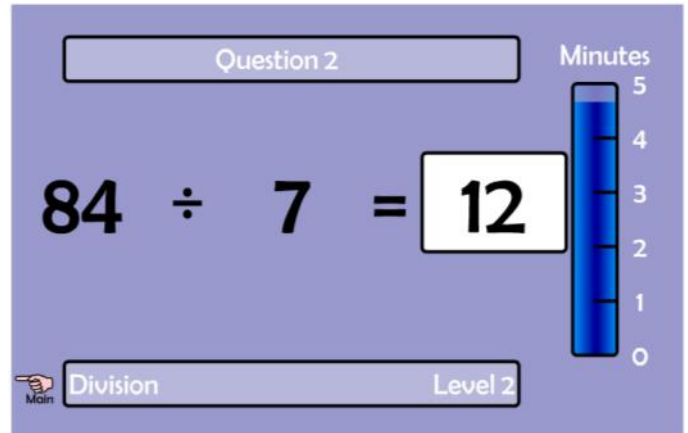 Question 2
Minutes
5
4
3
2
1
0
84 ÷ 7 = 12
Main
Division Level 2